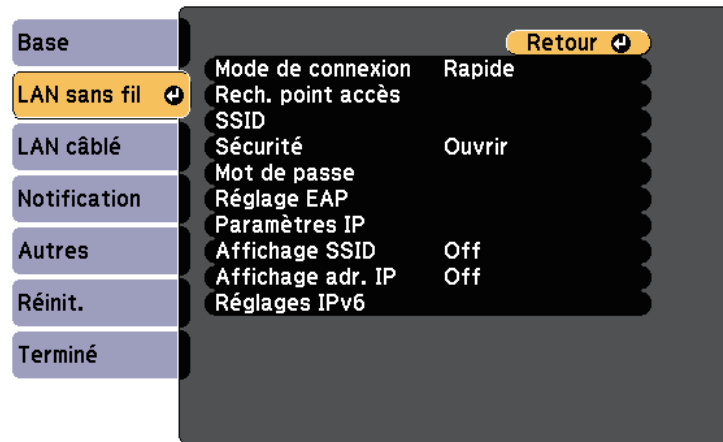 Base
LAN sans fil
LAN câblé
Notification
Autres
Réinit.
Terminé
Retour
Mode de connexion Rapide
Rech. point accès
SSID
Sécurité Ouvrir
Mot de passe
Réglage EAP
Paramètres IP
Affichage SSID Off
Affichage adr. IP Off
Réglages IPv6